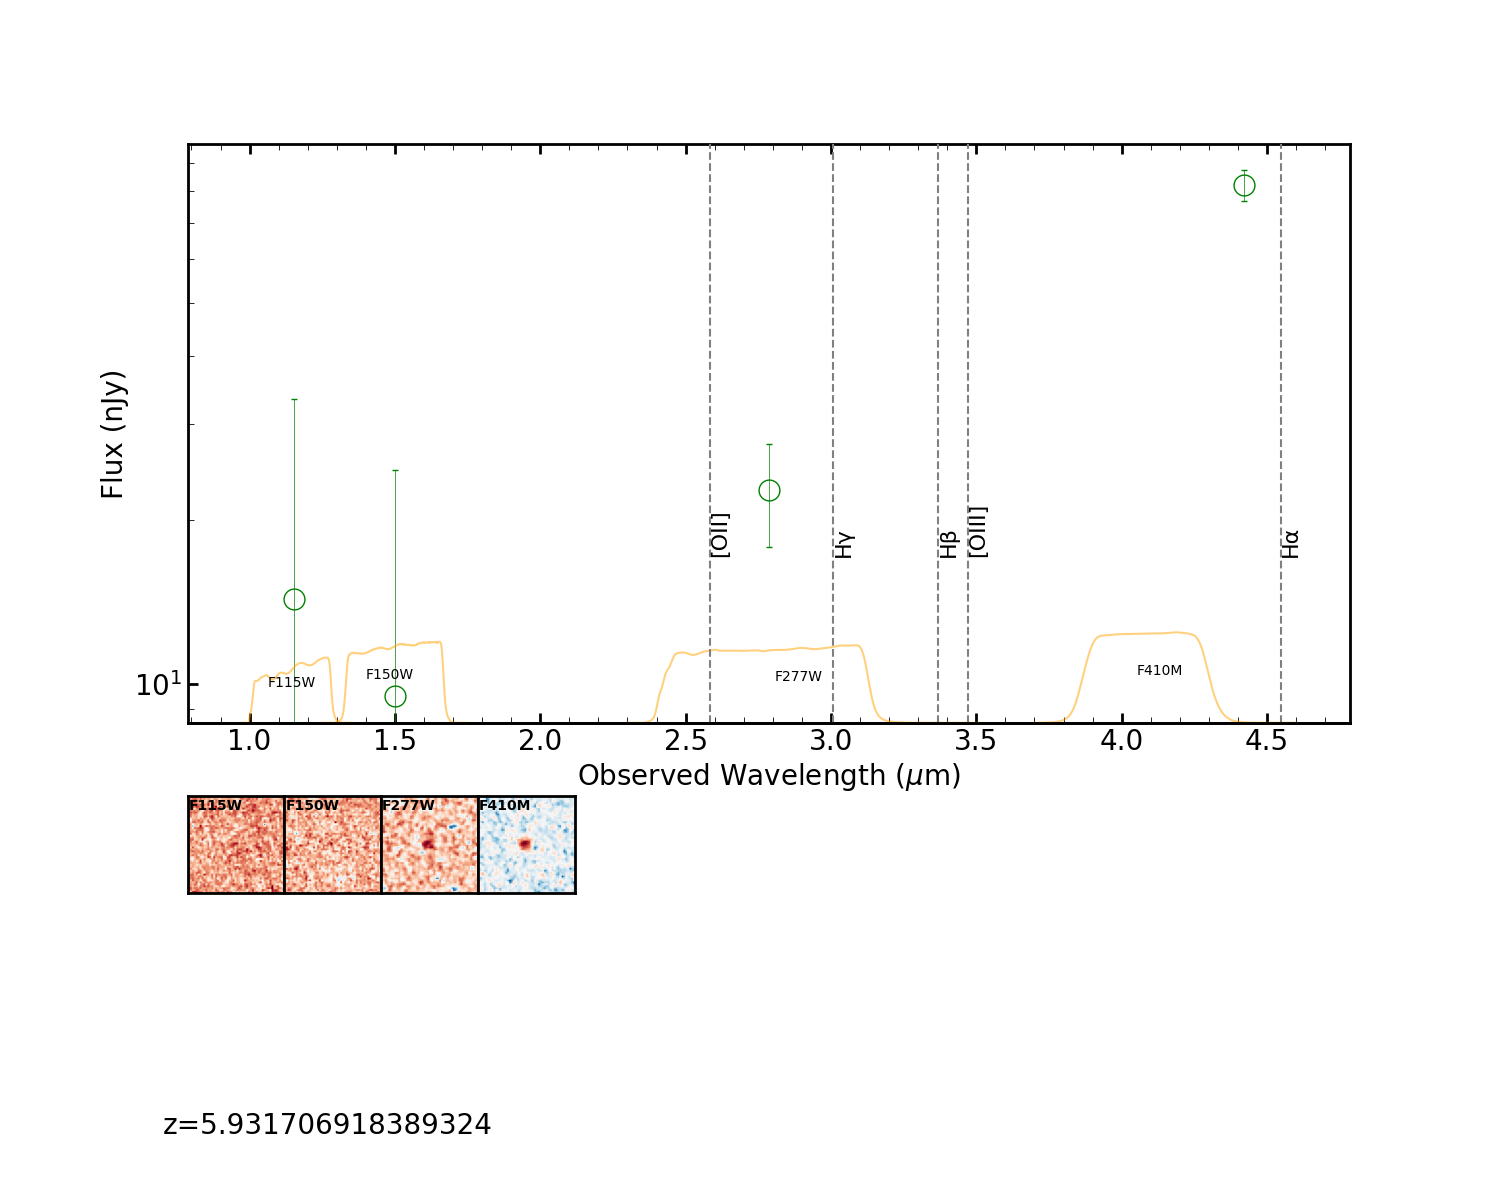 Flux (nJy)
10¹
[OII]
Hγ
Hβ
[OIII]
Hα
F115W
F150W
F277W
F410M
1.0 1.5 2.0 2.5 3.0 3.5 4.0 4.5
Observed Wavelength (μm)
F115W F150W F277W F410M
z=5.931706918389324